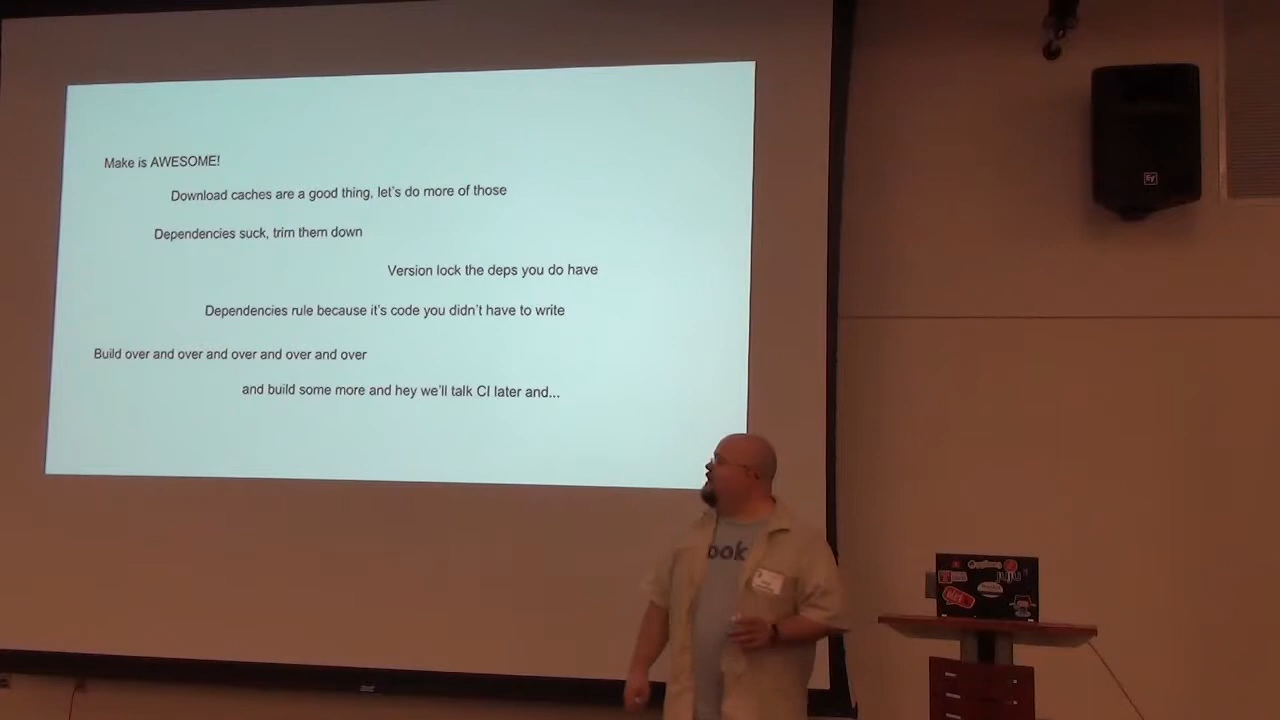 Make is AWESOME!
Download caches are a good thing, let's do more of those
Dependencies suck, trim them down
Version lock the deps you do have
Dependencies rule because it's code you didn't have to write
Build over and over and over and over and over
and build some more and hey we'll talk CI later and...
EV
ook
juju